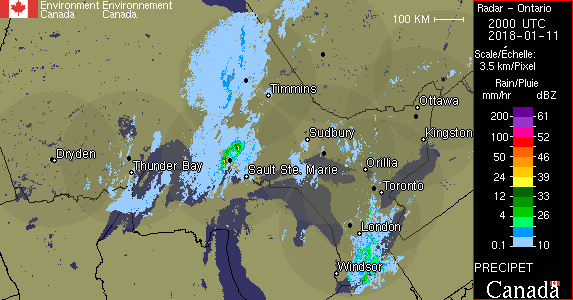 Environment Environnement
Canada Canada
100 KM
Timmins
Ottawa
Sudbury
Kingston
Dryden
Thunder Bay
Sault Ste. Marie
Orillia
Toronto
London
Windsor
Radar - Ontario
2000 UTC
2018-01-11
Scale/Échelle:
3.5 km/Pixel
Rain/Pluie
mm/hr dBZ
200 61
100 52
50 46
24 39
12 33
4 26
0.1 10
PRECIPET
Canada